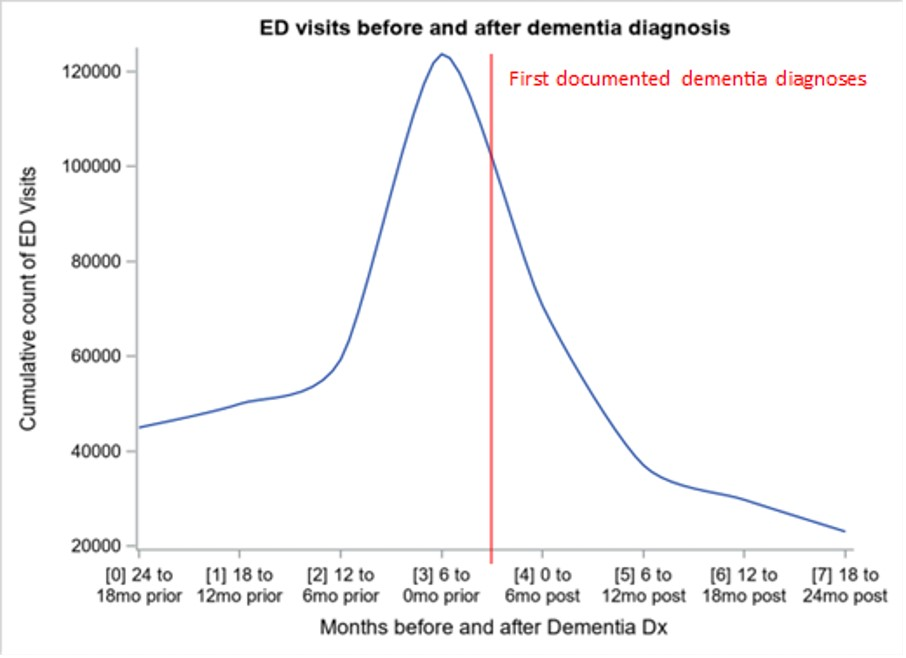 ED visits before and after dementia diagnosis
First documented dementia diagnoses
Cumulative count of ED Visits
120000
100000
80000
60000
40000
20000
[0] 24 to
18mo prior
[1] 18 to
12mo prior
[2] 12 to
6mo prior
[3] 6 to
0mo prior
[4] 0 to
6mo post
[5] 6 to
12mo post
[6] 12 to
18mo post
[7] 18 to
24mo post
Months before and after Dementia Dx